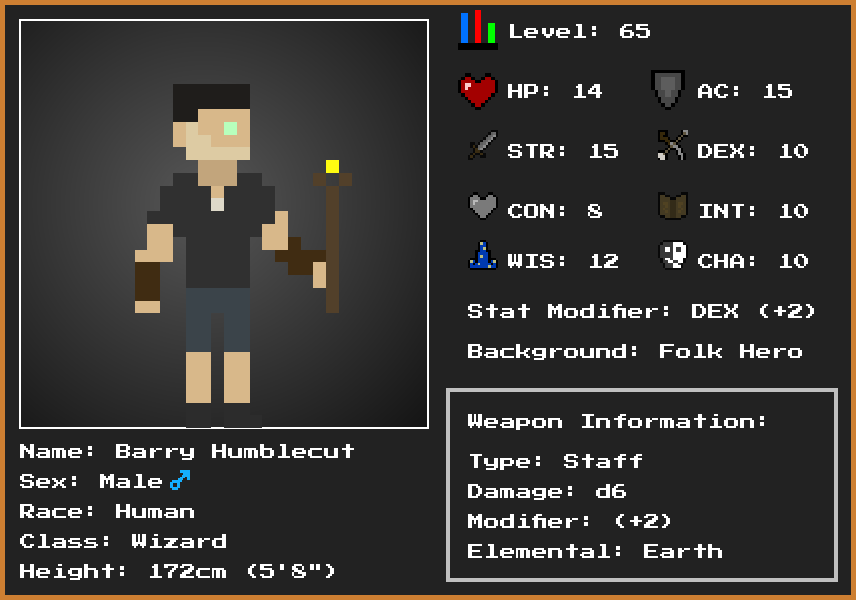 Level: 65
HP: 14 AC: 15
STR: 15 DEX: 10
CON: 8 INT: 10
WIS: 12 CHA: 10
Stat Modifier: DEX (+2)
Background: Folk Hero
Name: Barry Humblecut
Sex: Male ♂
Race: Human
Class: Wizard
Height: 172cm (5'8")
Weapon Information:
Type: Staff
Damage: d6
Modifier: (+2)
Elemental: Earth